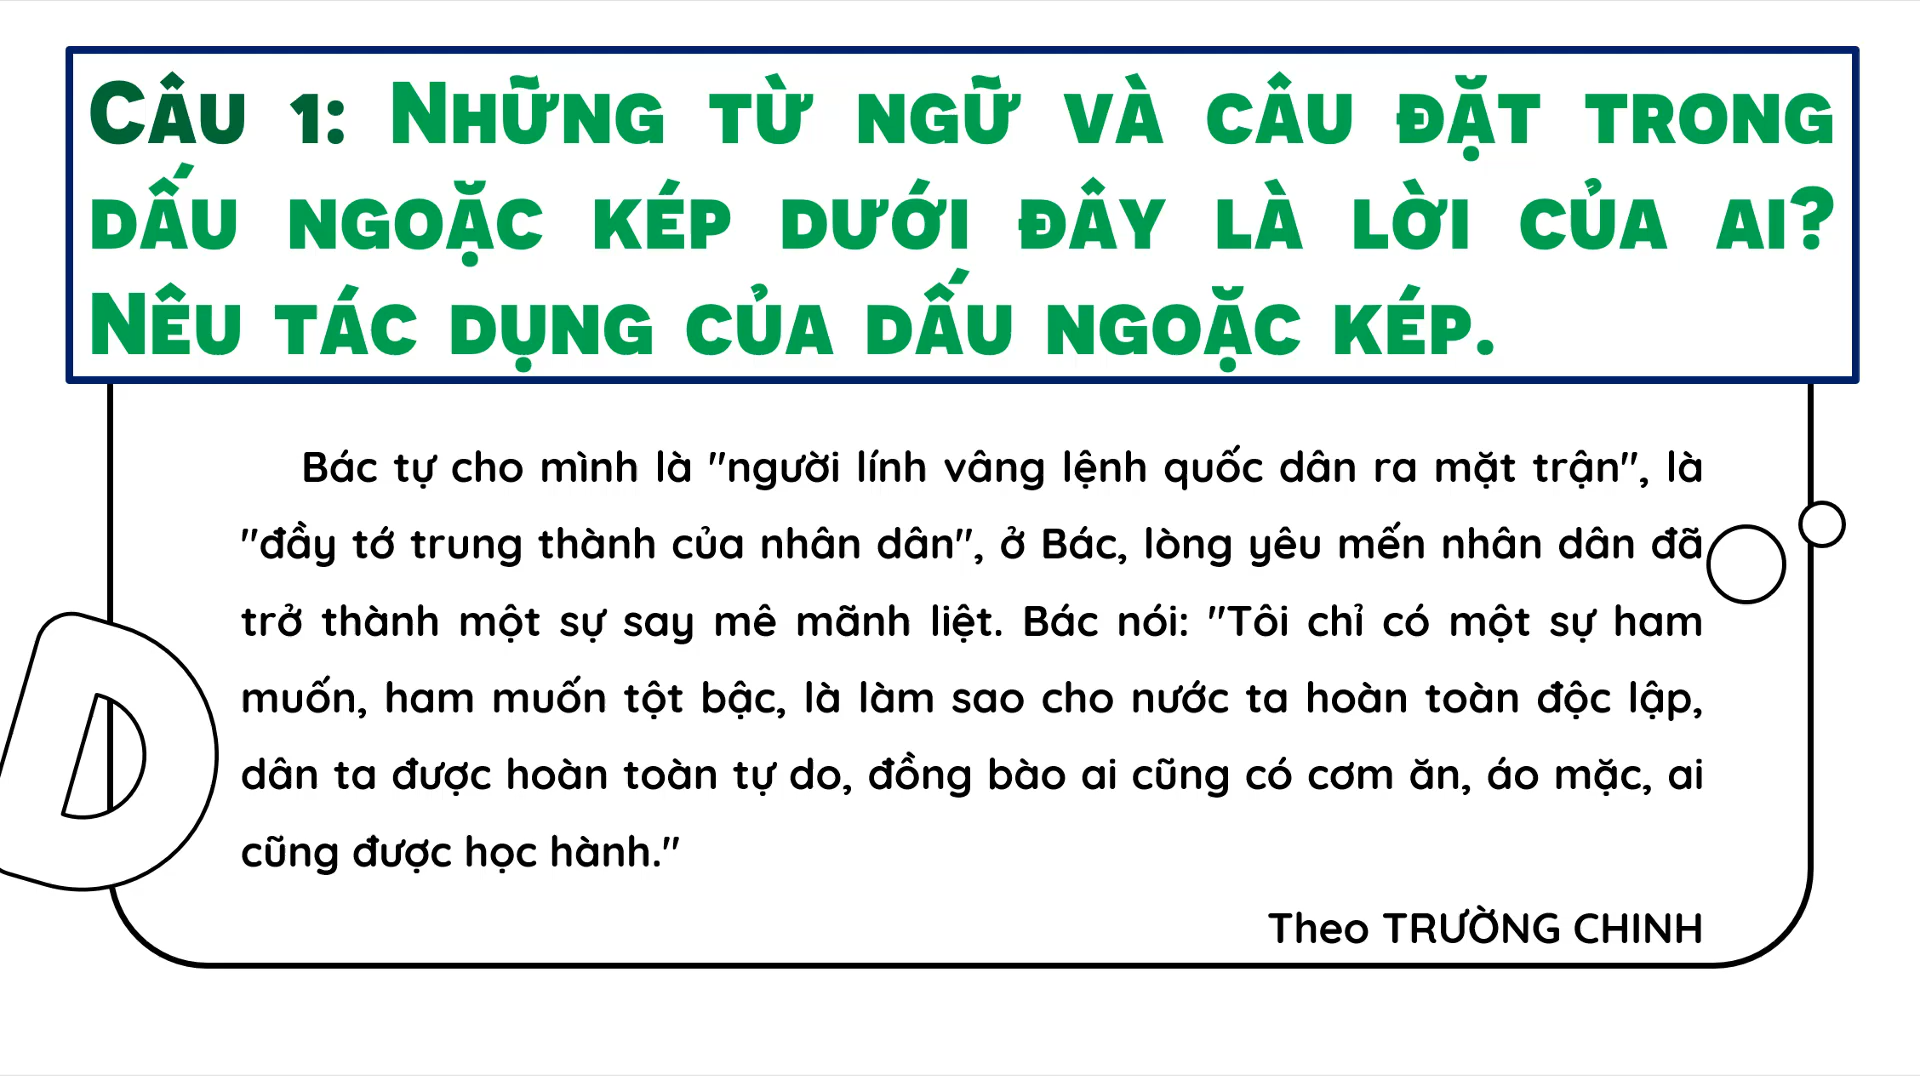 Câu 1: Những từ ngữ và câu đặt trong
dấu ngoặc kép dưới đây là lời của ai?
Nêu tác dụng của dấu ngoặc kép.
Bác tự cho mình là "người lính vâng lệnh quốc dân ra mặt trận", là
"đầy tớ trung thành của nhân dân", ở Bác, lòng yêu mến nhân dân đã
trở thành một sự say mê mãnh liệt. Bác nói: "Tôi chỉ có một sự ham
muốn, ham muốn tột bậc, là làm sao cho nước ta hoàn toàn độc lập,
dân ta được hoàn toàn tự do, đồng bào ai cũng có cơm ăn, áo mặc, ai
cũng được học hành."
Theo TRƯỜNG CHINH